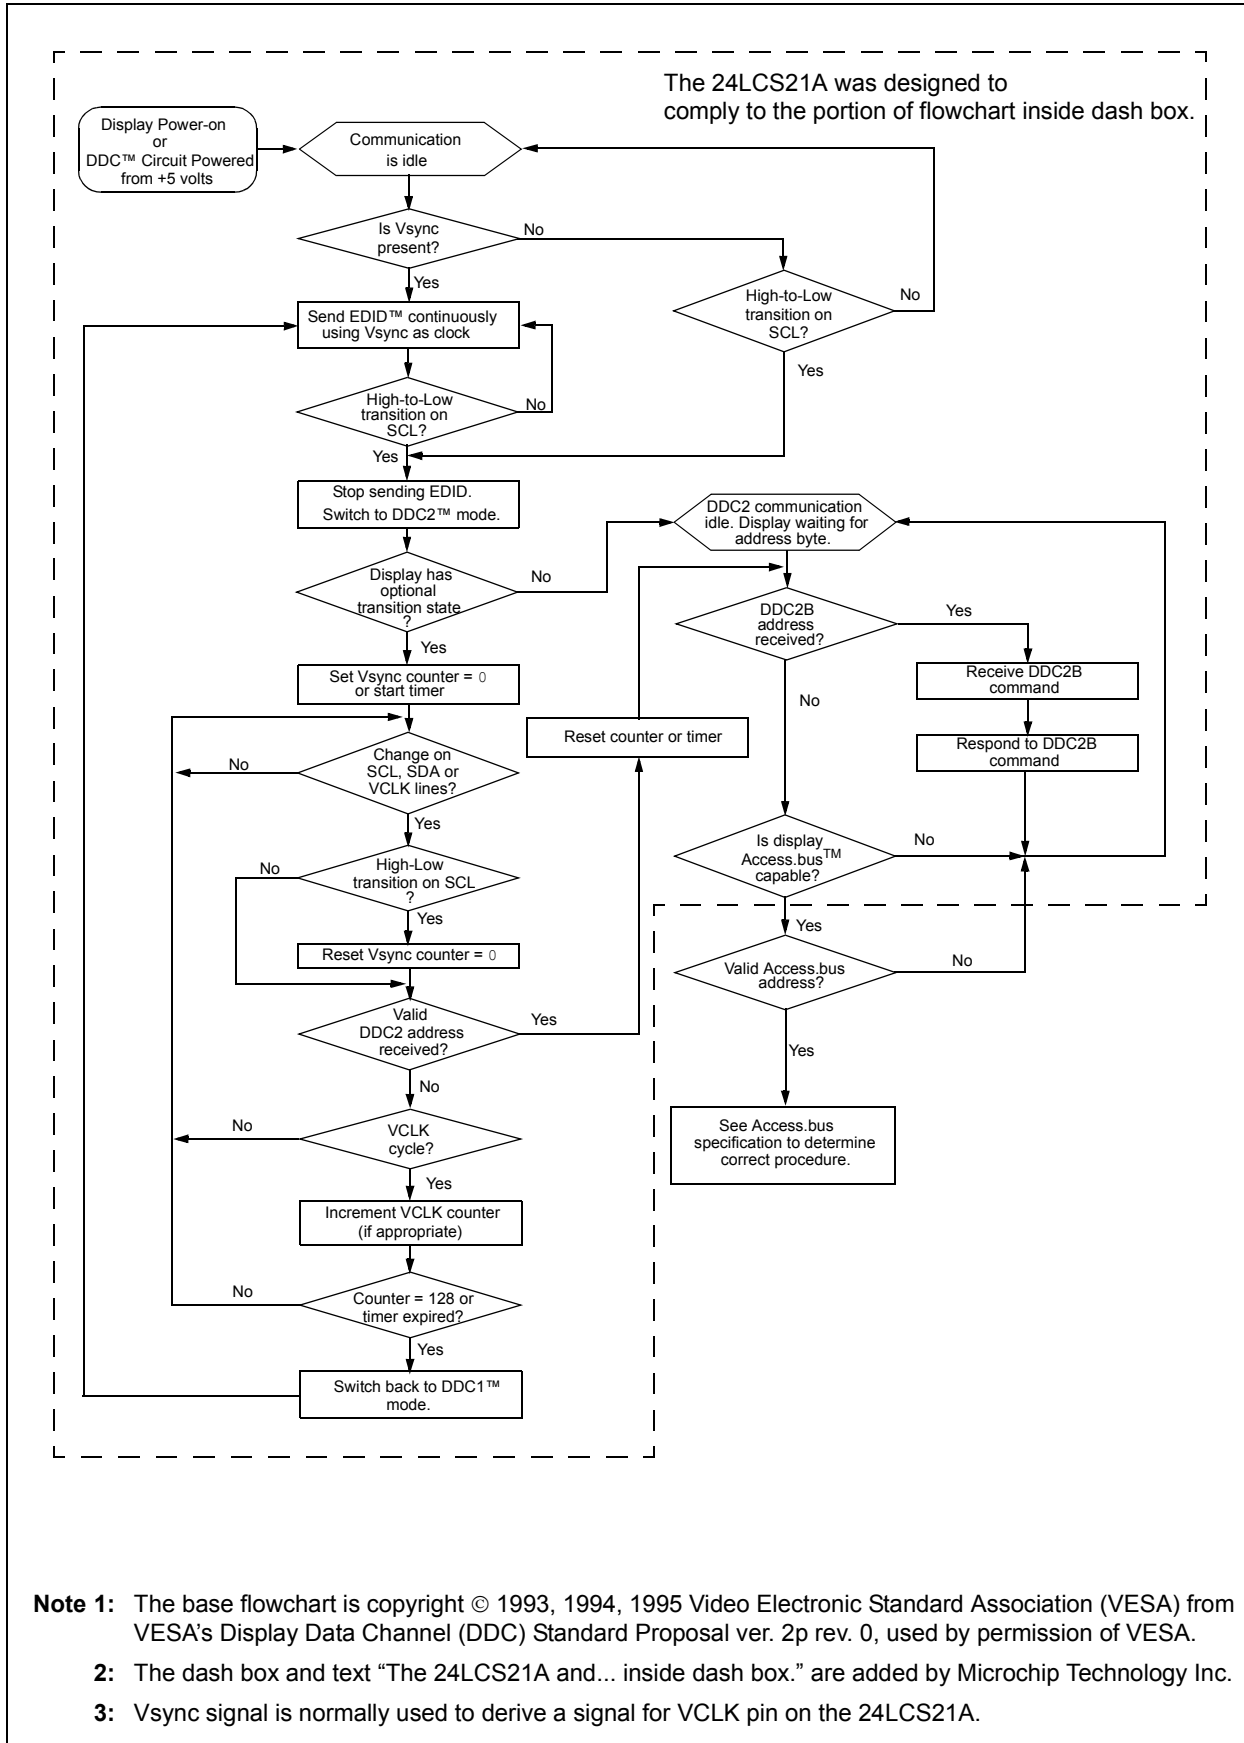 The 24LCS21A was designed to
comply to the portion of flowchart inside dash box.
Display Power-on
or
DDC™ Circuit Powered
from +5 volts
Communication
is idle
Is Vsync
present?
No
Yes
High-to-Low
transition on
SCL?
No
Yes
Send EDID™ continuously
using Vsync as clock
High-to-Low
transition on
SCL?
No
Yes
Stop sending EDID.
Switch to DDC2™ mode.
DDC2 communication
idle. Display waiting for
address byte.
Display has
optional
transition state
?
No
Yes
DDC2B
address
received?
Yes
No
Set Vsync counter = 0
or start timer
Receive DDC2B
command
Reset counter or timer
Respond to DDC2B
command
Change on
SCL, SDA or
VCLK lines?
No
Yes
Is display
Access.bus™
capable?
No
Yes
High-Low
transition on SCL
?
No
Yes
Reset Vsync counter = 0
Valid Access.bus
address?
No
Yes
Valid
DDC2 address
received?
Yes
No
VCLK
cycle?
No
Yes
See Access.bus
specification to determine
correct procedure.
Increment VCLK counter
(if appropriate)
Counter = 128 or
timer expired?
No
Yes
Switch back to DDC1™
mode.
Note 1: The base flowchart is copyright © 1993, 1994, 1995 Video Electronic Standard Association (VESA) from
VESA's Display Data Channel (DDC) Standard Proposal ver. 2p rev. 0, used by permission of VESA.
2: The dash box and text “The 24LCS21A and... inside dash box.” are added by Microchip Technology Inc.
3: Vsync signal is normally used to derive a signal for VCLK pin on the 24LCS21A.